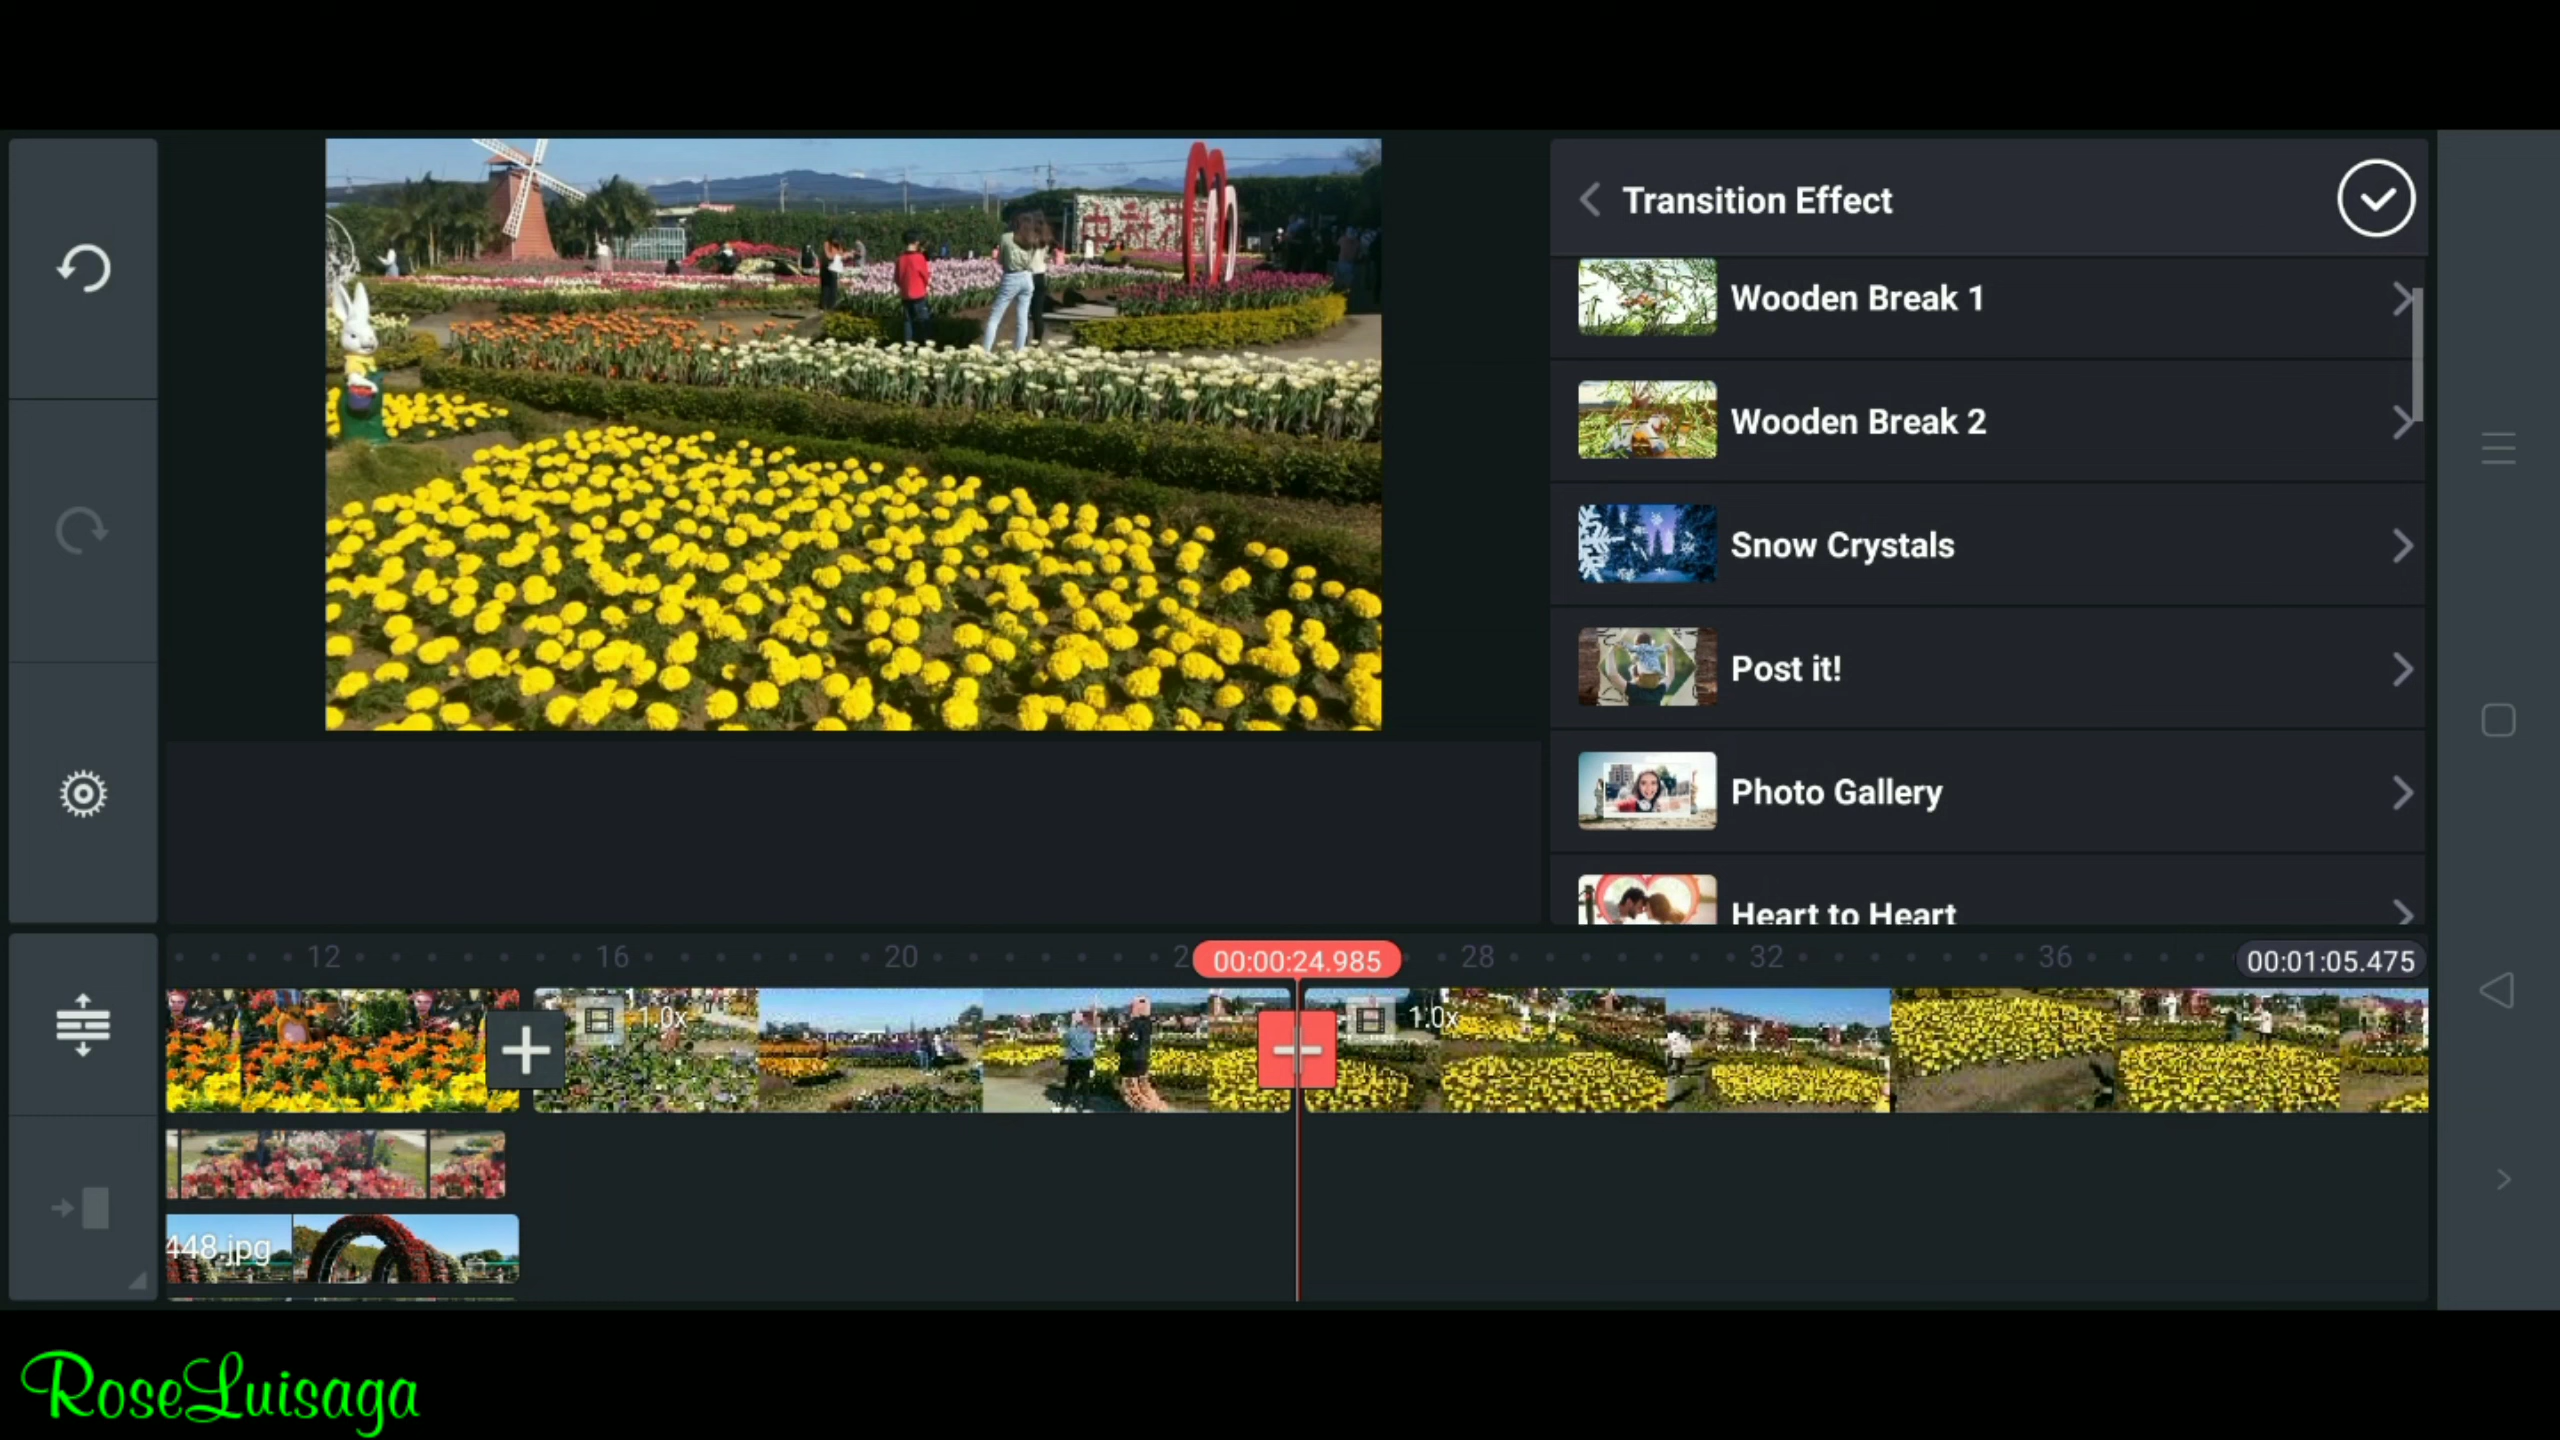 Transition Effect
Wooden Break 1
Wooden Break 2
Snow Crystals
Post it!
Photo Gallery
Heart to Heart
12
16
20
2
00:00:24.985
28
32
36
00:01:05.475
1.0x
1.0x
448.jpg
RoseLuisaga